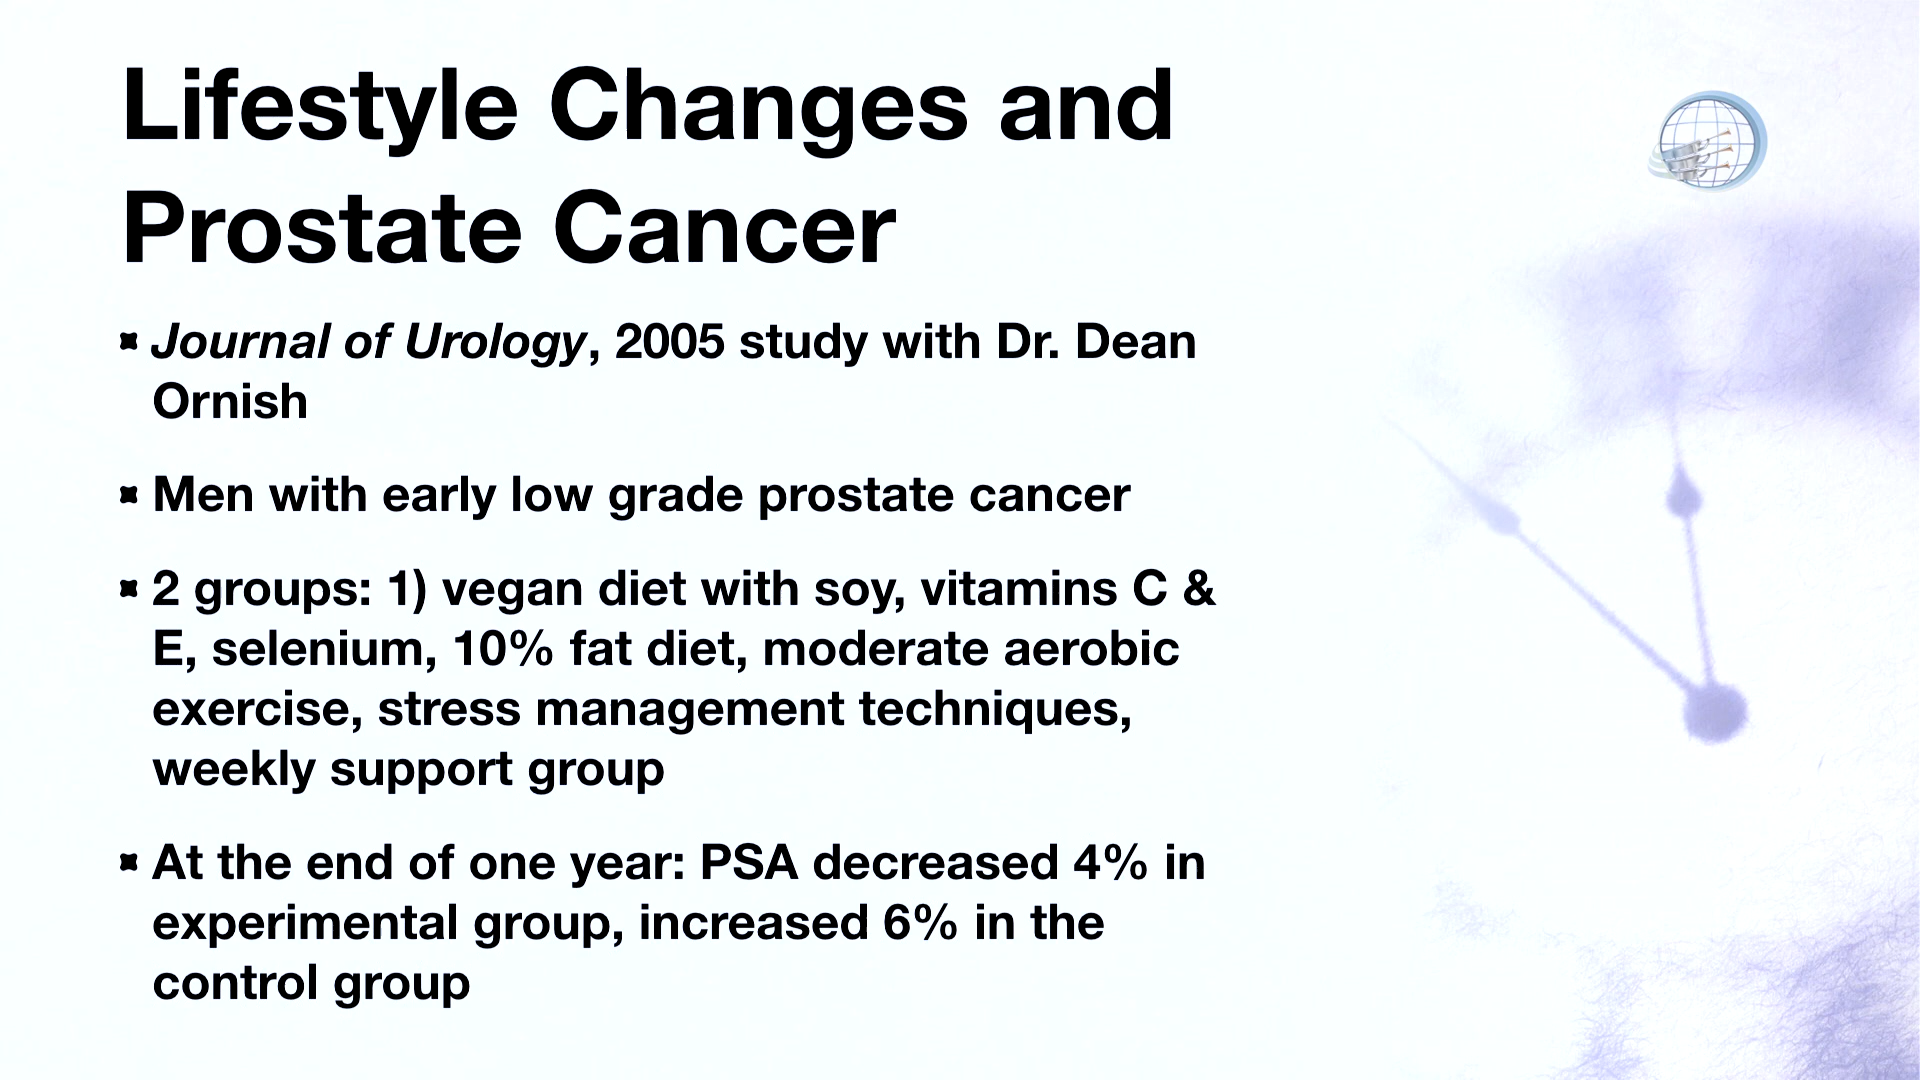 Lifestyle Changes and
Prostate Cancer
Journal of Urology, 2005 study with Dr. Dean
Ornish
Men with early low grade prostate cancer
2 groups: 1) vegan diet with soy, vitamins C &
E, selenium, 10% fat diet, moderate aerobic
exercise, stress management techniques,
weekly support group
At the end of one year: PSA decreased 4% in
experimental group, increased 6% in the
control group